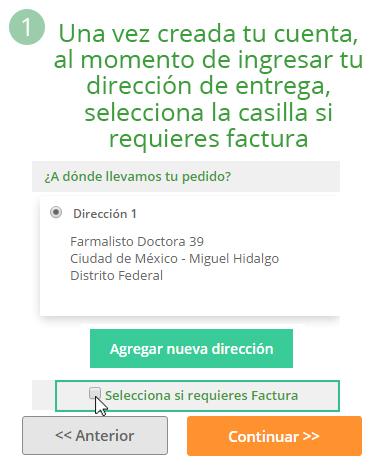 1
Una vez creada tu cuenta,
al momento de ingresar tu
dirección de entrega,
selecciona la casilla si
requieres factura
¿A dónde llevamos tu pedido?
Dirección 1
Farmalisto Doctora 39
Ciudad de México - Miguel Hidalgo
Distrito Federal
Agregar nueva dirección
Selecciona si requieres Factura
<< Anterior
Continuar >>